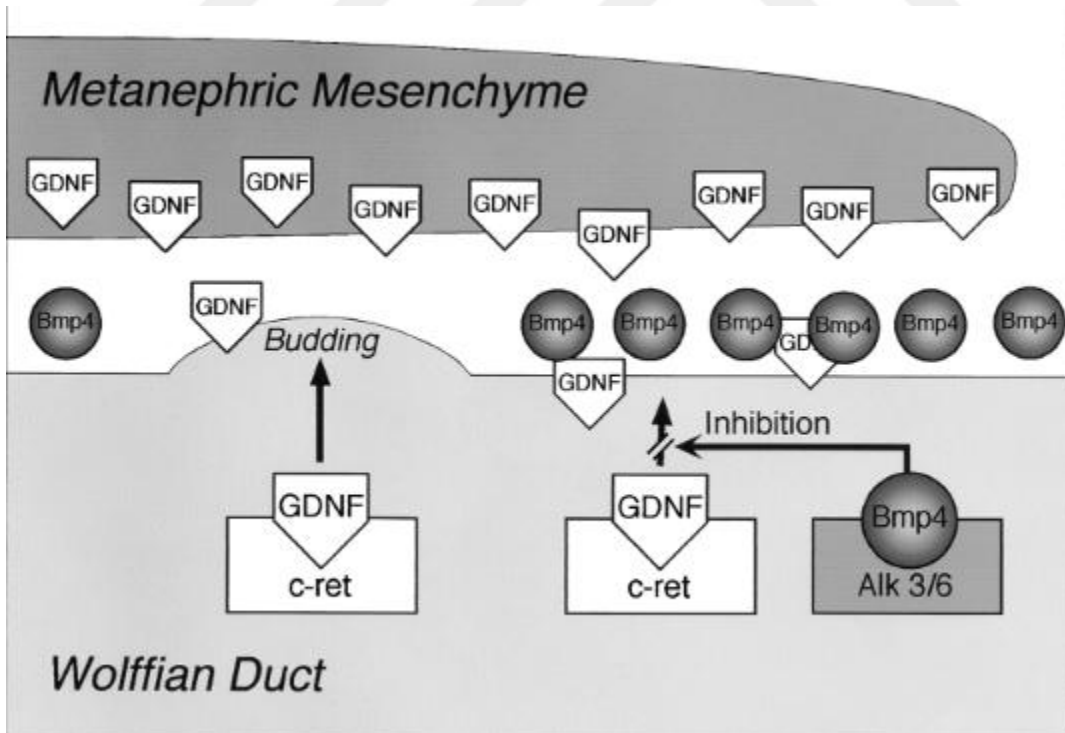 Metanephric Mesenchyme
GDNF GDNF GDNF GDNF GDNF GDNF GDNF GDNF GDNF
Bmp4 GDNF Bmp4 Bmp4 Bmp4 Bmp4 Bmp4 Bmp4
Budding
GD
GDNF
Inhibition
GDNF GDNF Bmp4
c-ret c-ret Alk 3/6
Wolffian Duct